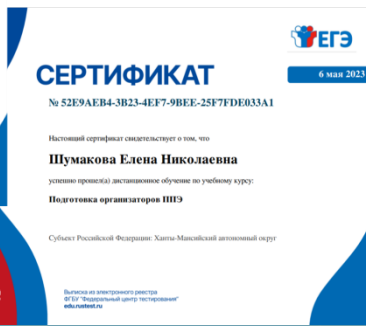 ЕГЭ
СЕРТИФИКАТ
6 мая 2023
№ 52E9AEB4-3B23-4EF7-9BEE-25F7FDE033A1
Настоящий сертификат свидетельствует о том, что
Шумакова Елена Николаевна
успешно прошел(а) дистанционное обучение по учебному курсу:
Подготовка организаторов ППЭ
Субъект Российской Федерации: Ханты-Мансийский автономный округ
Выписка из электронного реестра
ФГБУ "Федеральный центр тестирования"
edu.rustest.ru